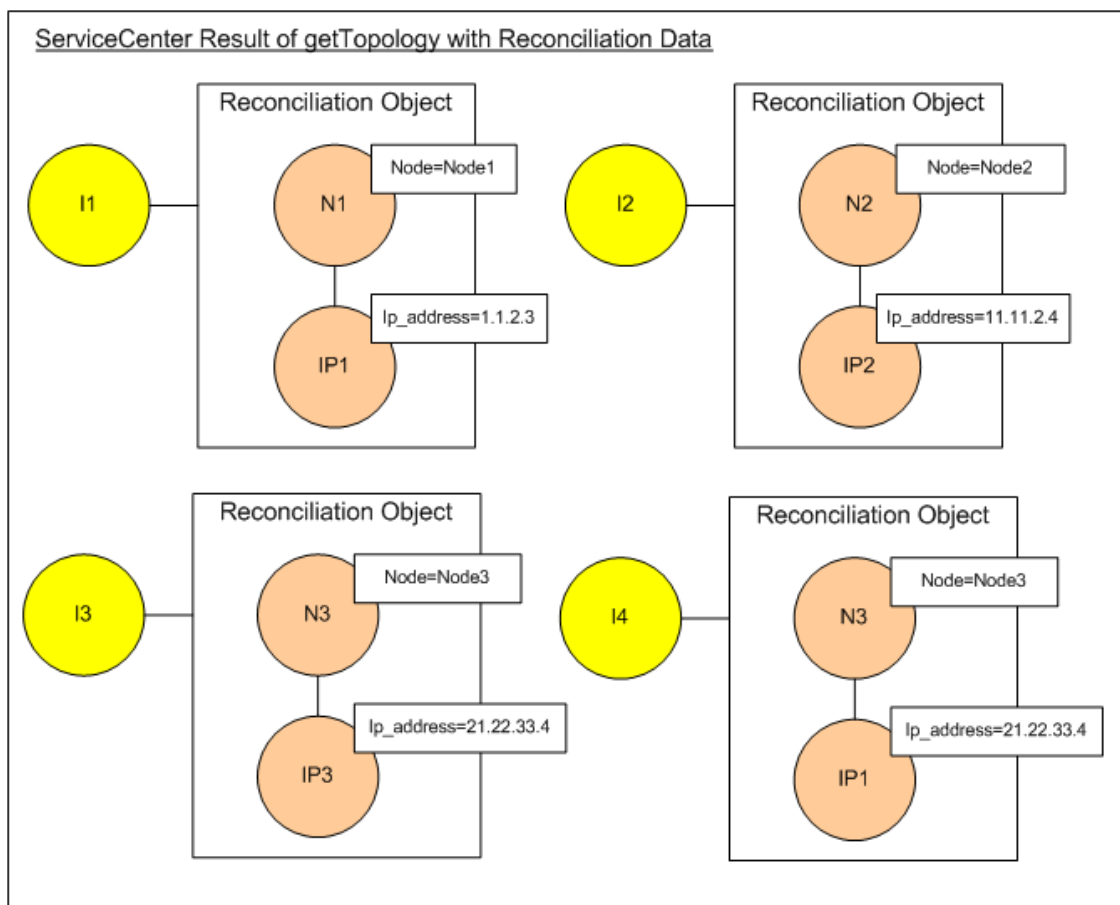 ServiceCenter Result of getTopology with Reconciliation Data
Reconciliation Object
I1
N1
Node=Node1
IP1
Ip_address=1.1.2.3
Reconciliation Object
I2
N2
Node=Node2
IP2
Ip_address=11.11.2.4
Reconciliation Object
I3
N3
Node=Node3
IP3
Ip_address=21.22.33.4
Reconciliation Object
I4
N3
Node=Node3
IP1
Ip_address=21.22.33.4